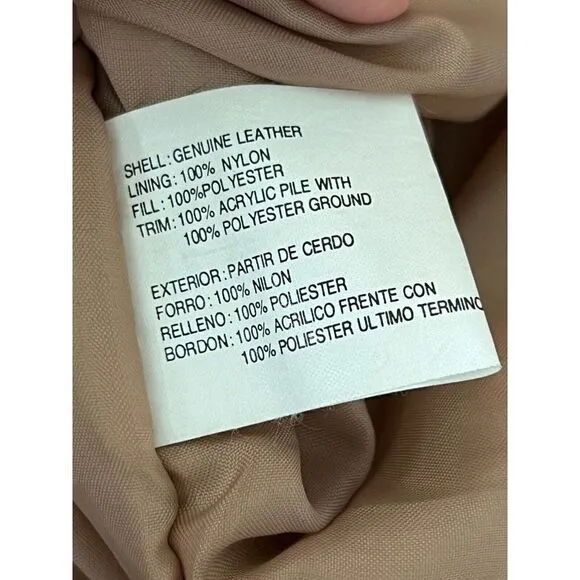 SHELL: GENUINE LEATHER
LINING: 100% NYLON
FILL: 100%POLYESTER
TRIM: 100% ACRYLIC PILE WITH
100% POLYESTER GROUND
EXTERIOR: PARTIR DE CERDO
FORRO: 100% NILON
RELLENO: 100% POLIESTER
BORDON: 100% ACRILICO FRENTE CON
100% POLIESTER ULTIMO TERMINO